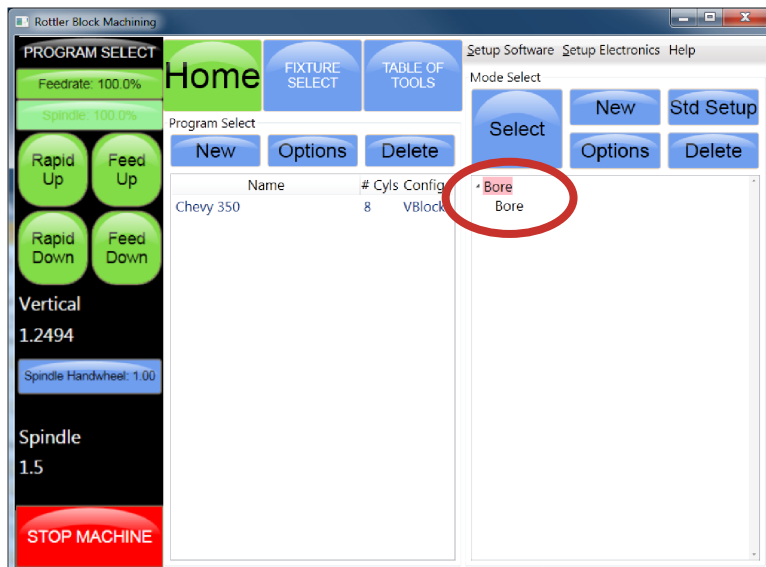 Rottler Block Machining
PROGRAM SELECT
Feedrate: 100.0%
Spindle: 100.0%
Rapid Up
Feed Up
Rapid Down
Feed Down
Vertical
1.2494
Spindle Handwheel: 1.00
Spindle
1.5
STOP MACHINE
Home
FIXTURE SELECT
TABLE OF TOOLS
Program Select
New
Options
Delete
Name # Cyls Config
Chevy 350 8 VBlock
Setup Software Setup Electronics Help
Mode Select
Select
New
Std Setup
Options
Delete
Bore
Bore